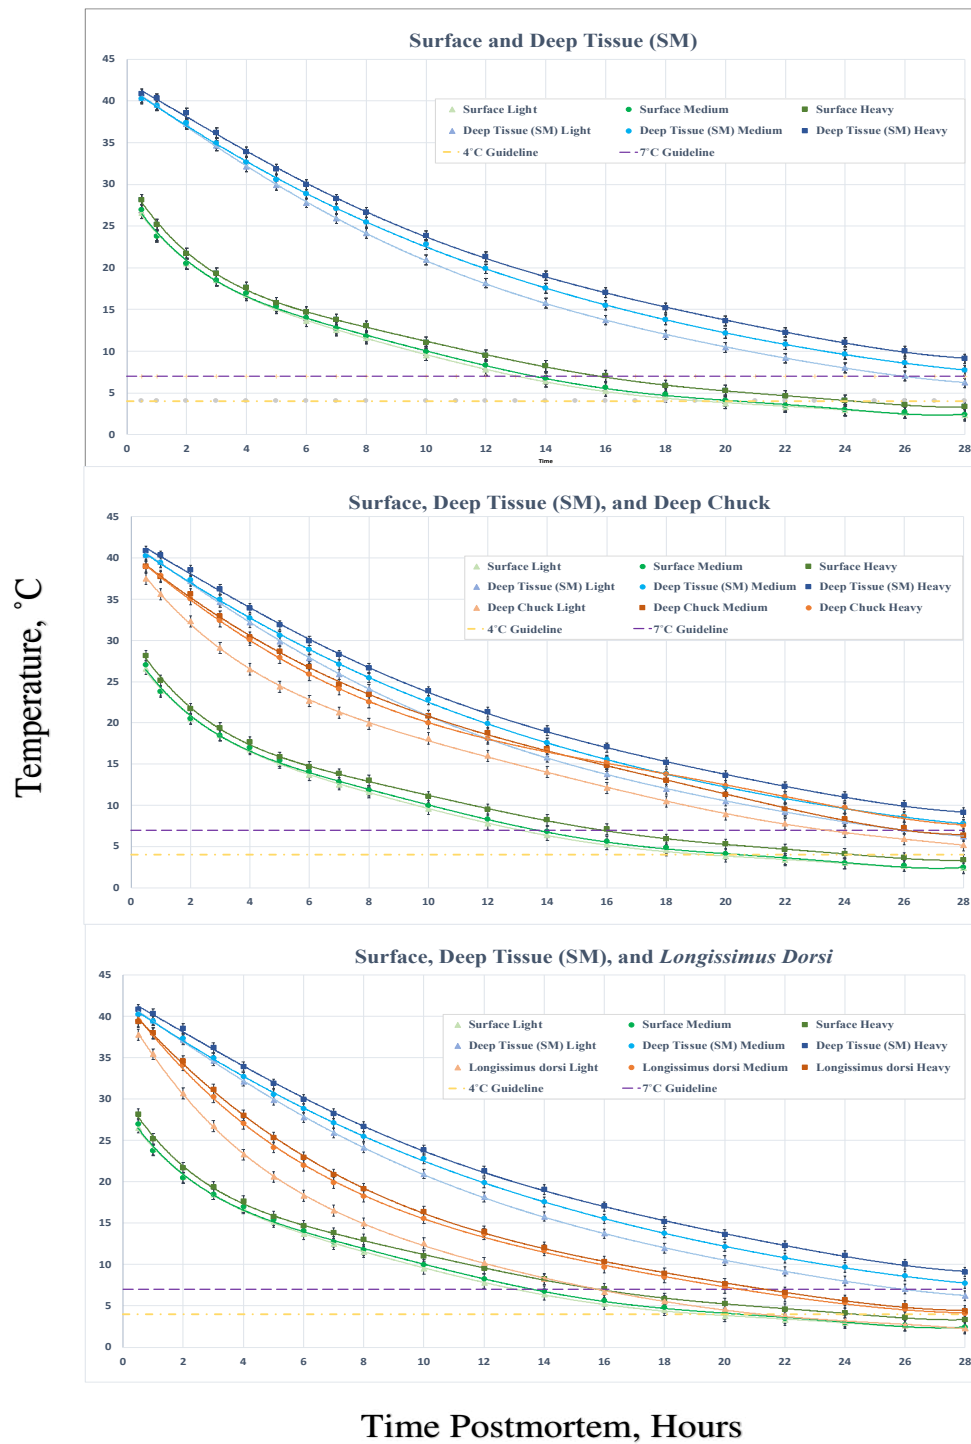 Surface and Deep Tissue (SM)
45
40
35
30
25
20
15
10
5
0
Surface Light Surface Medium Surface Heavy
Deep Tissue (SM) Light Deep Tissue (SM) Medium Deep Tissue (SM) Heavy
4˚C Guideline 7˚C Guideline
0 2 4 6 8 10 12 14 16 18 20 22 24 26 28
Time
Surface, Deep Tissue (SM), and Deep Chuck
45
40
35
30
25
20
15
10
5
0
Surface Light Surface Medium Surface Heavy
Deep Tissue (SM) Light Deep Tissue (SM) Medium Deep Tissue (SM) Heavy
Deep Chuck Light Deep Chuck Medium Deep Chuck Heavy
4˚C Guideline 7˚C Guideline
0 2 4 6 8 10 12 14 16 18 20 22 24 26 28
Temperature, ˚C
Surface, Deep Tissue (SM), and Longissimus Dorsi
45
40
35
30
25
20
15
10
5
0
Surface Light Surface Medium Surface Heavy
Deep Tissue (SM) Light Deep Tissue (SM) Medium Deep Tissue (SM) Heavy
Longissimus dorsi Light Longissimus dorsi Medium Longissimus dorsi Heavy
4˚C Guideline 7˚C Guideline
0 2 4 6 8 10 12 14 16 18 20 22 24 26 28
Time Postmortem, Hours